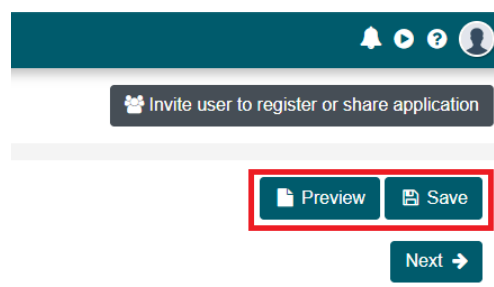 Invite user to register or share application
Preview Save
Next